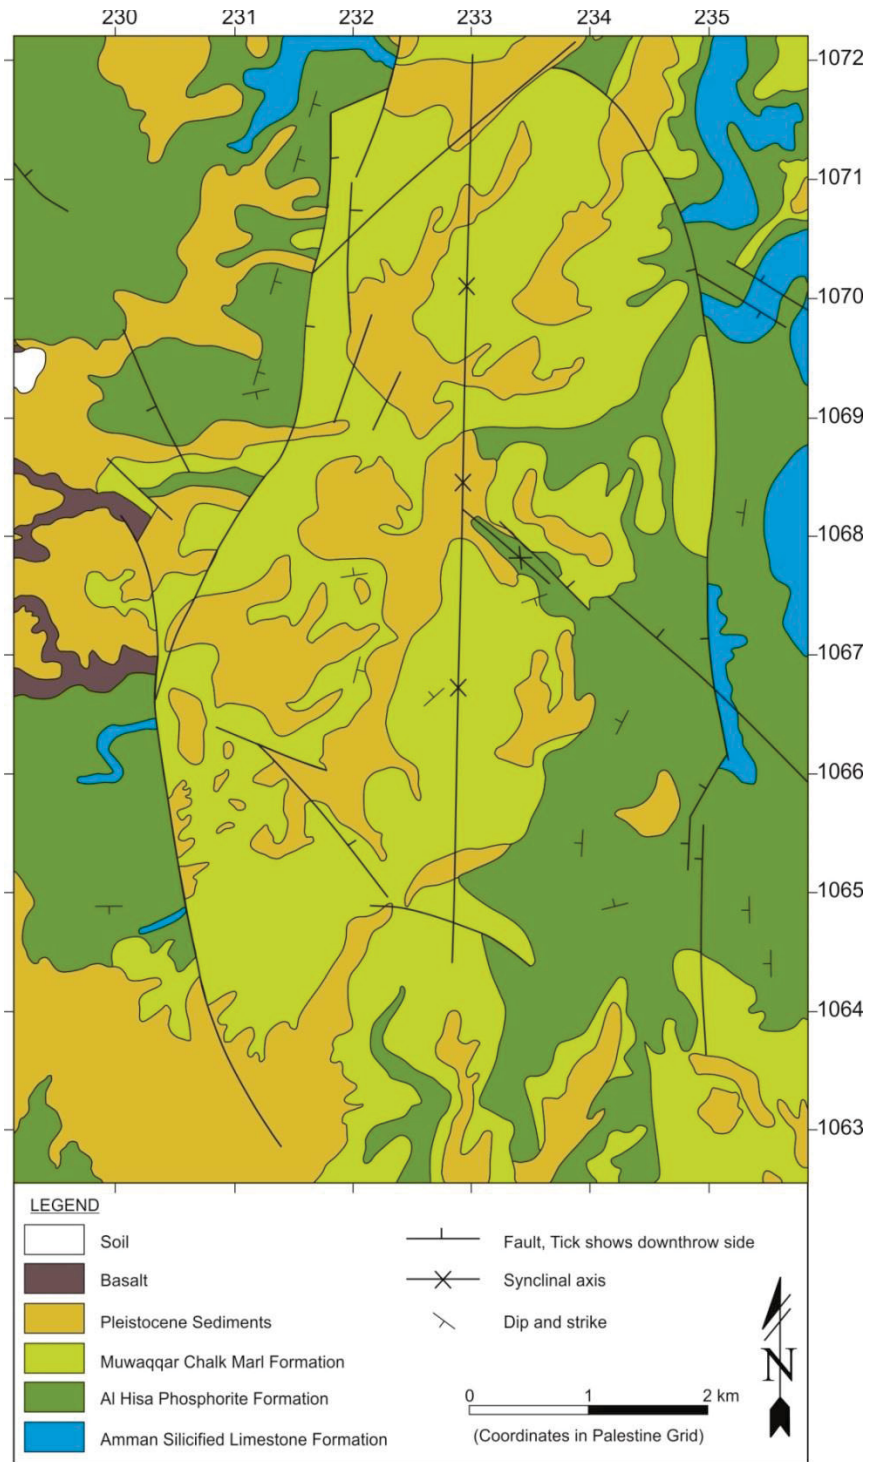 230 231 232 233 234 235
1072
1071
1070
1069
1068
1067
1066
1065
1064
1063
LEGEND
Soil
Basalt
Pleistocene Sediments
Muwaqqar Chalk Marl Formation
Al Hisa Phosphorite Formation
Amman Silicified Limestone Formation
Fault, Tick shows downthrow side
Synclinal axis
Dip and strike
0 1 2 km
(Coordinates in Palestine Grid)
N